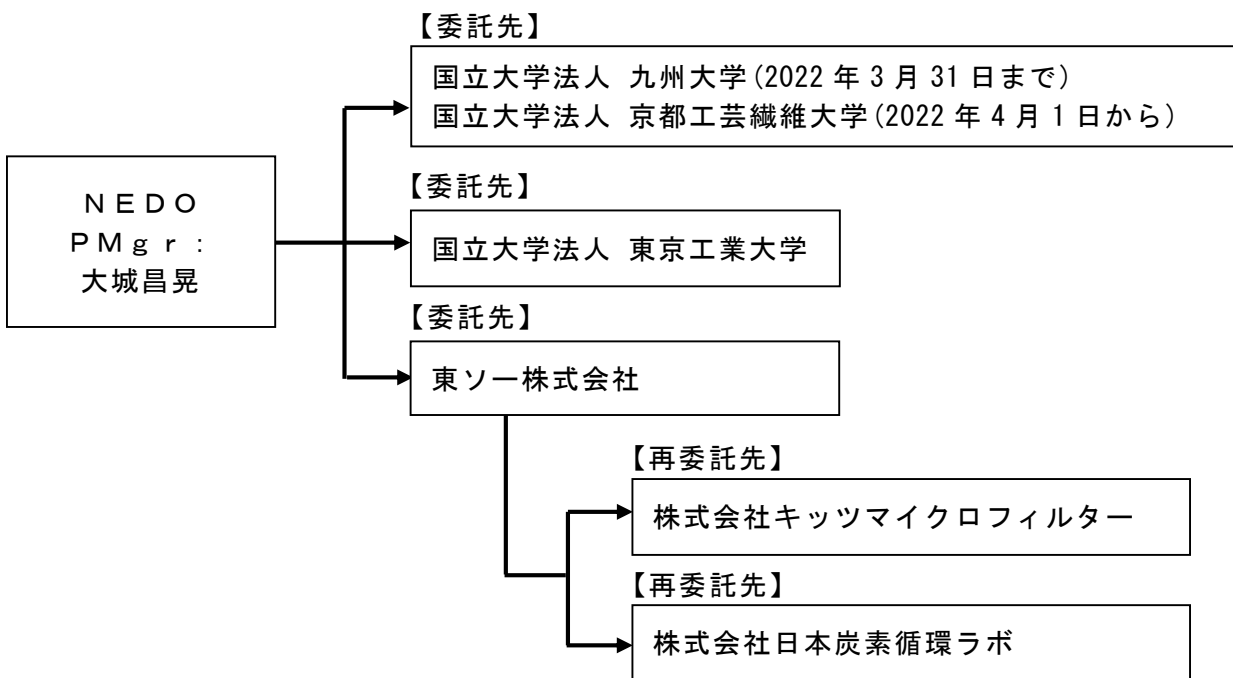 【委託先】
国立大学法人 九州大学(2022 年 3 月 31 日まで)
国立大学法人 京都工芸繊維大学(2022 年 4 月 1 日から)
NEDO
PMgr:
大城昌晃
【委託先】
国立大学法人 東京工業大学
【委託先】
東ソー株式会社
【再委託先】
株式会社キッツマイクロフィルター
【再委託先】
株式会社日本炭素循環ラボ